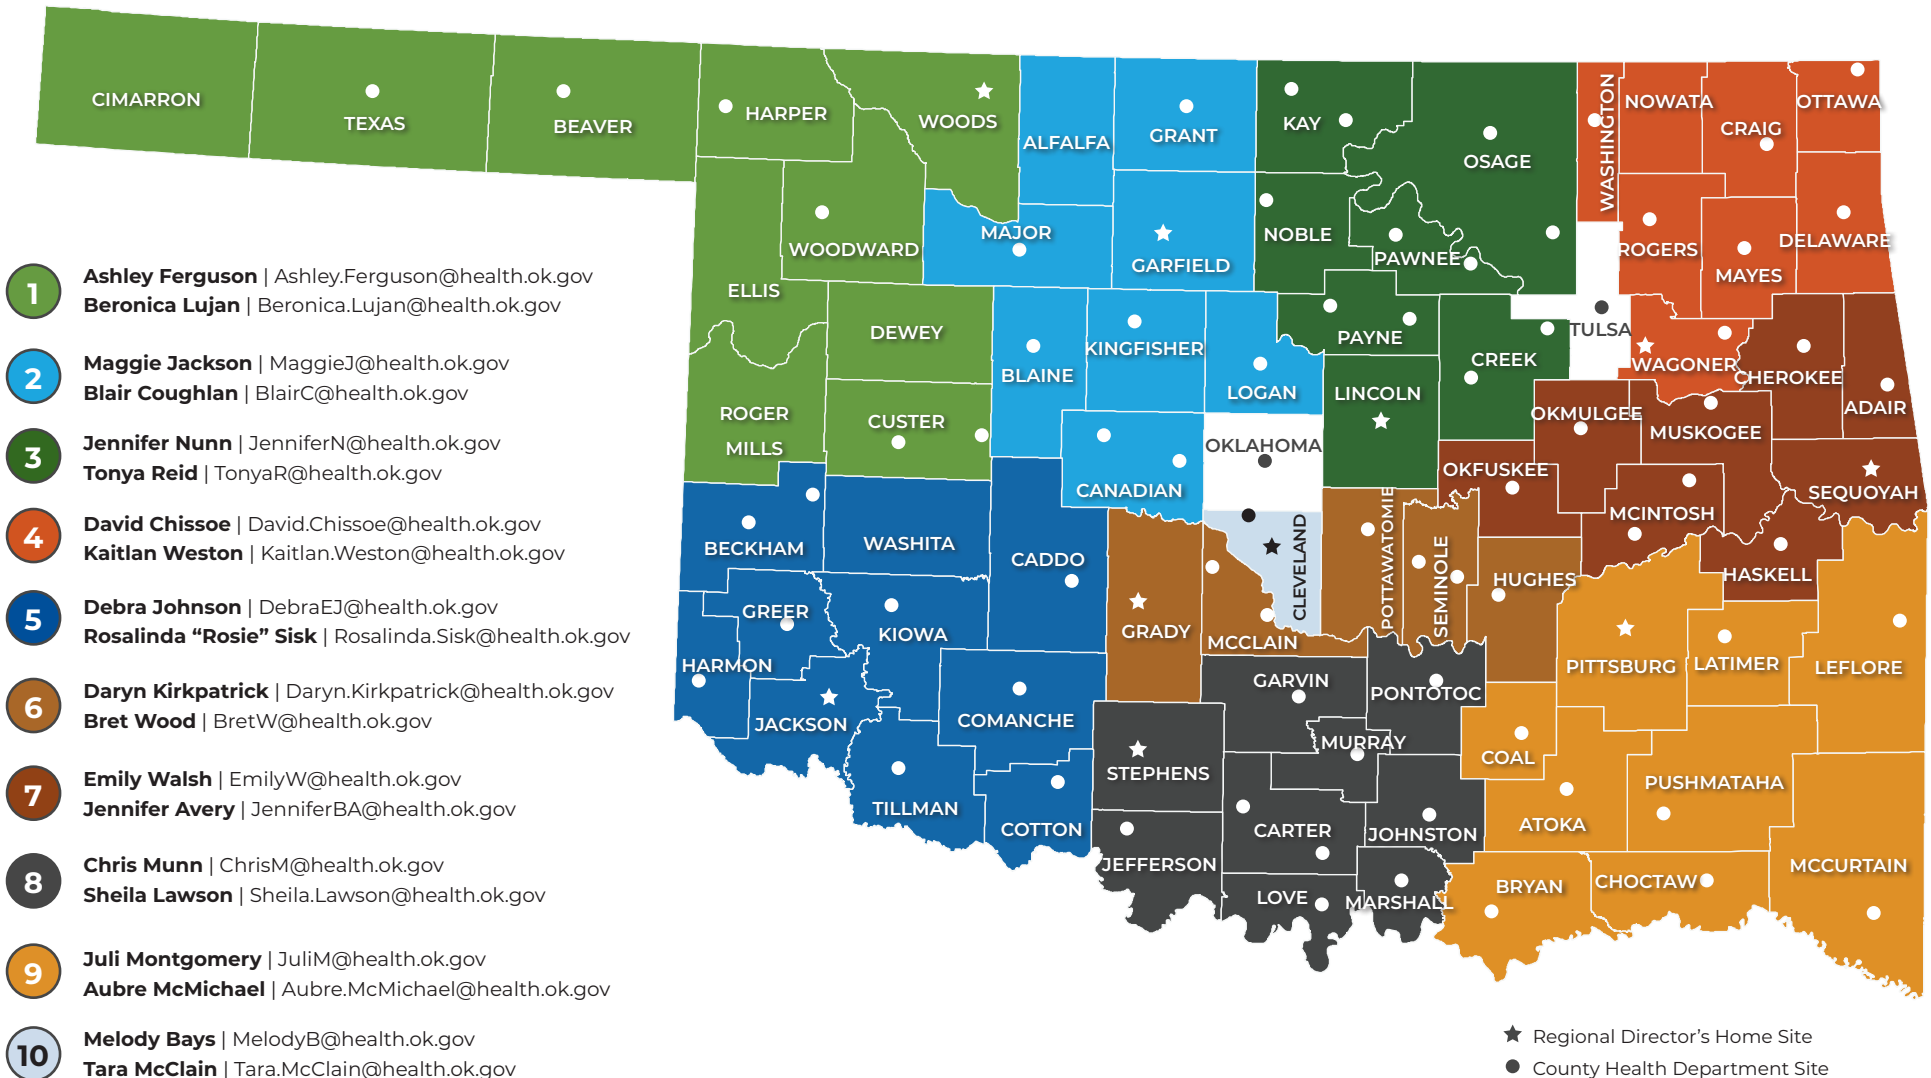 CIMARRON
TEXAS
BEAVER
HARPER
WOODS
ALFALFA
GRANT
KAY
OSAGE
WASHINGTON
NOWATA
CRAIG
OTTAWA
WOODWARD
MAJOR
GARFIELD
NOBLE
PAWNEE
ROGERS
MAYES
DELAWARE
ELLIS
DEWEY
BLAINE
KINGFISHER
LOGAN
PAYNE
CREEK
TULSA
WAGONER
CHEROKEE
ADAIR
ROGER
MILLS
CUSTER
CANADIAN
OKLAHOMA
LINCOLN
OKMULGEE
MUSKOGEE
OKFUSKEE
MCINTOSH
SEQUOYAH
BECKHAM
WASHITA
CADDO
GRADY
MCCLAIN
CLEVELAND
POTTAWATOMIE
SEMINOLE
HUGHES
HASKELL
GREER
KIOWA
HARMON
JACKSON
COMANCHE
TILLMAN
COTTON
STEPHENS
JEFFERSON
GARVIN
PONTOTOC
MURRAY
CARTER
JOHNSTON
LOVE
MARSHALL
PITTSBURG
LATIMER
LEFLORE
COAL
ATOKA
PUSHMATAHA
BRYAN
CHOCTAW
MCCURTAIN
1
Ashley Ferguson | Ashley.Ferguson@health.ok.gov
Beronica Lujan | Beronica.Lujan@health.ok.gov
2
Maggie Jackson | MaggieJ@health.ok.gov
Blair Coughlan | BlairC@health.ok.gov
3
Jennifer Nunn | JenniferN@health.ok.gov
Tonya Reid | TonyaR@health.ok.gov
4
David Chissoe | David.Chissoe@health.ok.gov
Kaitlan Weston | Kaitlan.Weston@health.ok.gov
5
Debra Johnson | DebraEJ@health.ok.gov
Rosalinda “Rosie” Sisk | Rosalinda.Sisk@health.ok.gov
6
Daryn Kirkpatrick | Daryn.Kirkpatrick@health.ok.gov
Bret Wood | BretW@health.ok.gov
7
Emily Walsh | EmilyW@health.ok.gov
Jennifer Avery | JenniferBA@health.ok.gov
8
Chris Munn | ChrisM@health.ok.gov
Sheila Lawson | Sheila.Lawson@health.ok.gov
9
Juli Montgomery | JuliM@health.ok.gov
Aubre McMichael | Aubre.McMichael@health.ok.gov
10
Melody Bays | MelodyB@health.ok.gov
Tara McClain | Tara.McClain@health.ok.gov
Regional Director’s Home Site
County Health Department Site